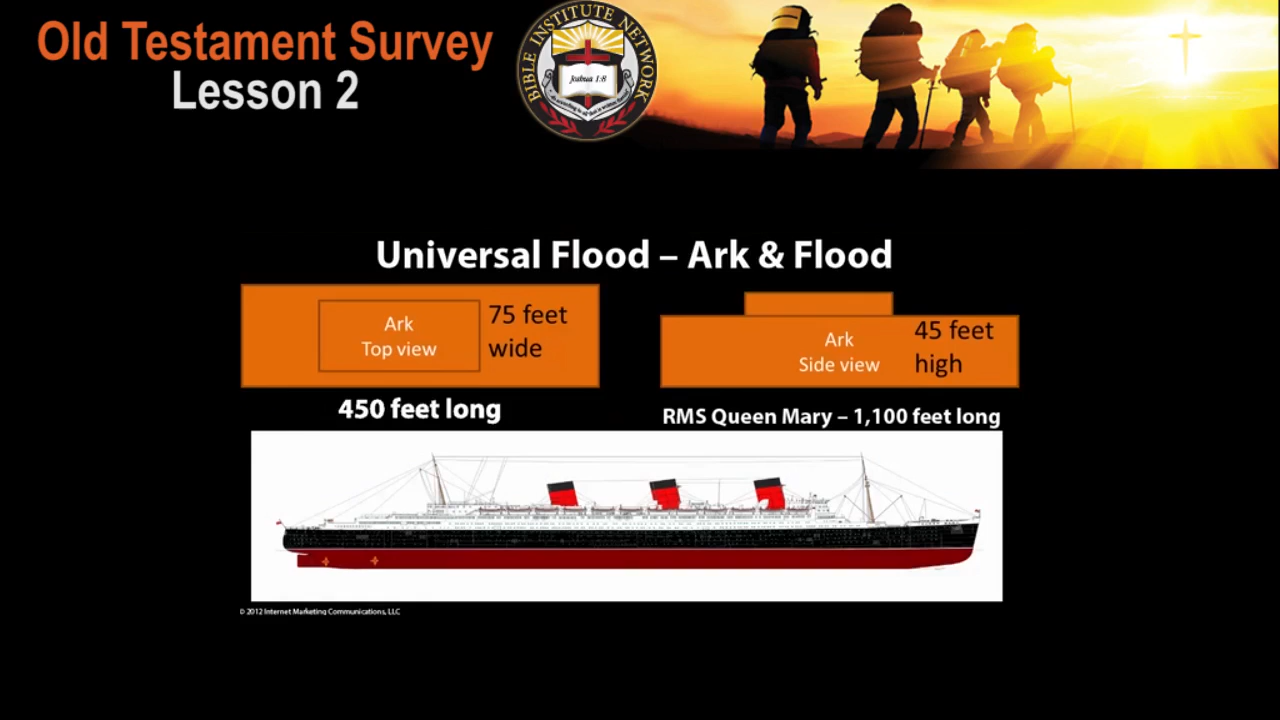 Old Testament Survey
Lesson 2
BIBLE INSTITUTE NETWORK
Joshua 1:8
Universal Flood – Ark & Flood
Ark
Top view
75 feet
wide
Ark
Side view
45 feet
high
450 feet long
RMS Queen Mary – 1,100 feet long
© 2012 Internet Marketing Communications, LLC